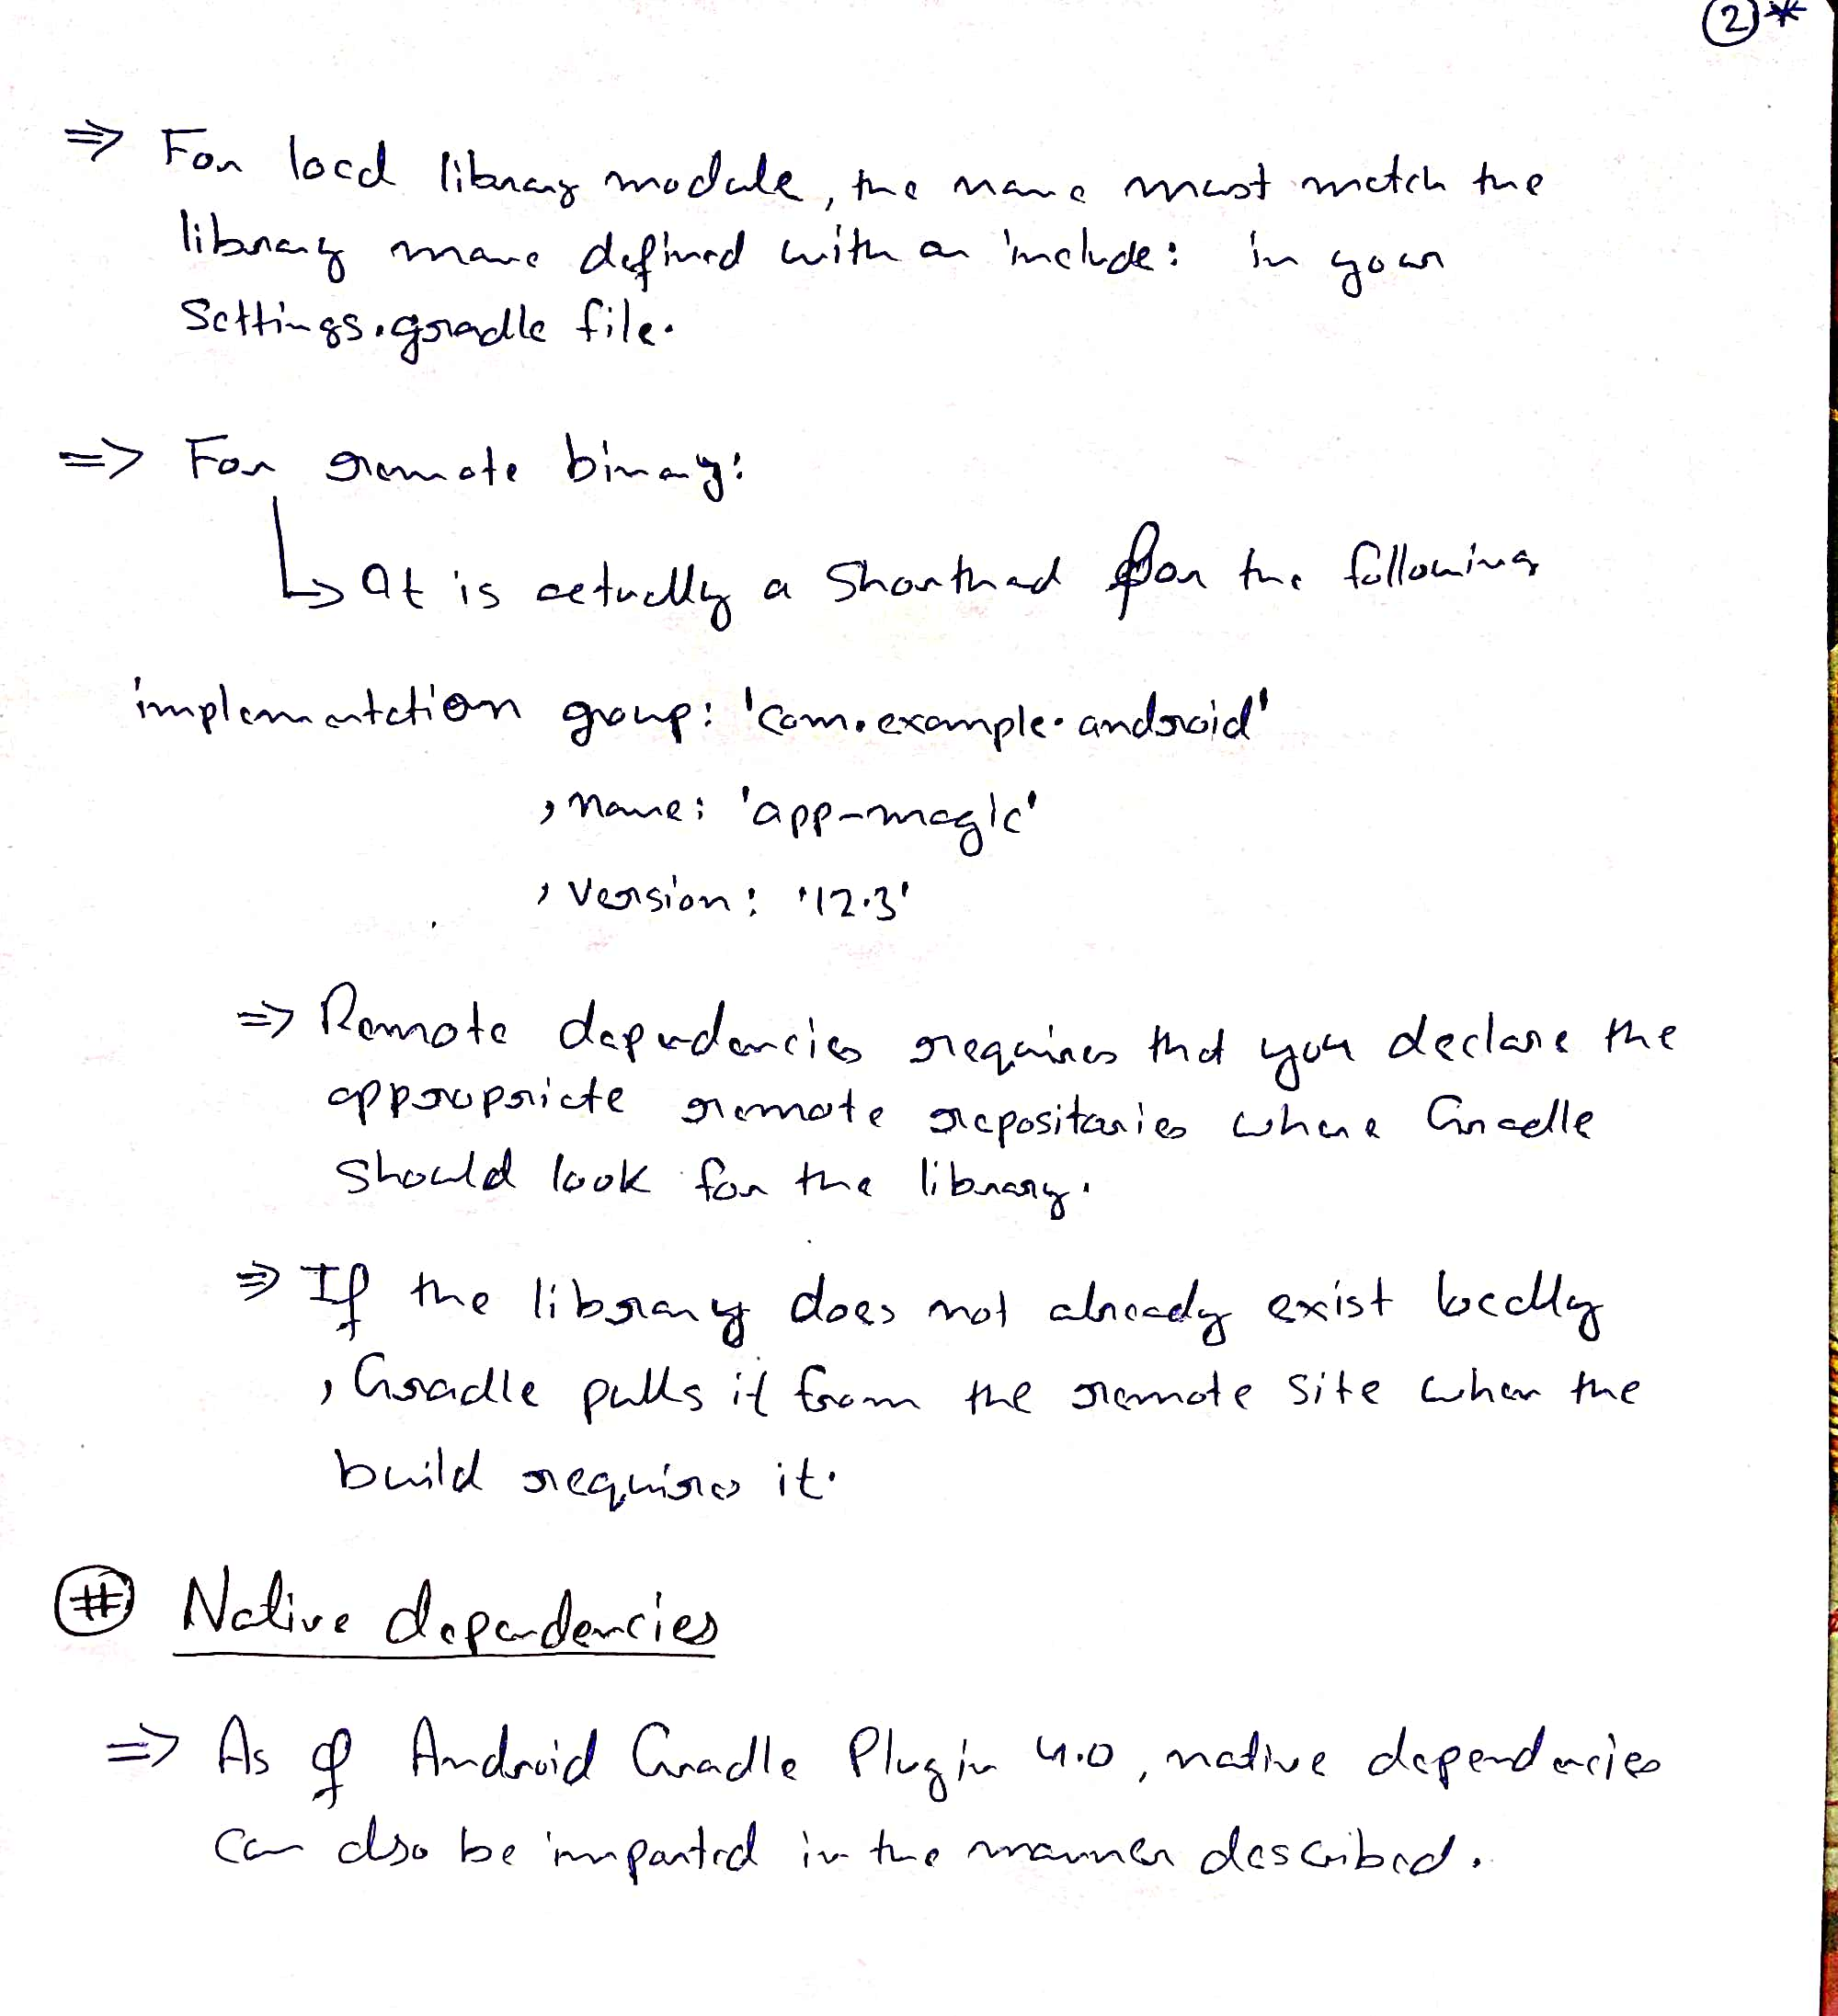 2 *
⇒ For local library module, the name must match the
library name defined with an include: in your
Settings.gradle file.
=> For remote binary:
↳ It is actually a Shorthand for the following
implementation group: 'com.example.android'
, name: 'app-magic'
, version: '12.3'
=> Remote dependencies requires that you declare the
appropriate remote repositories where Gradle
should look for the library.
⇒ If the library does not already exist locally
, Gradle pulls it from the remote site when the
build requires it.
# Native dependencies
=> As of Android Gradle Plugin 4.0, native dependencies
can also be imported in the manner described.